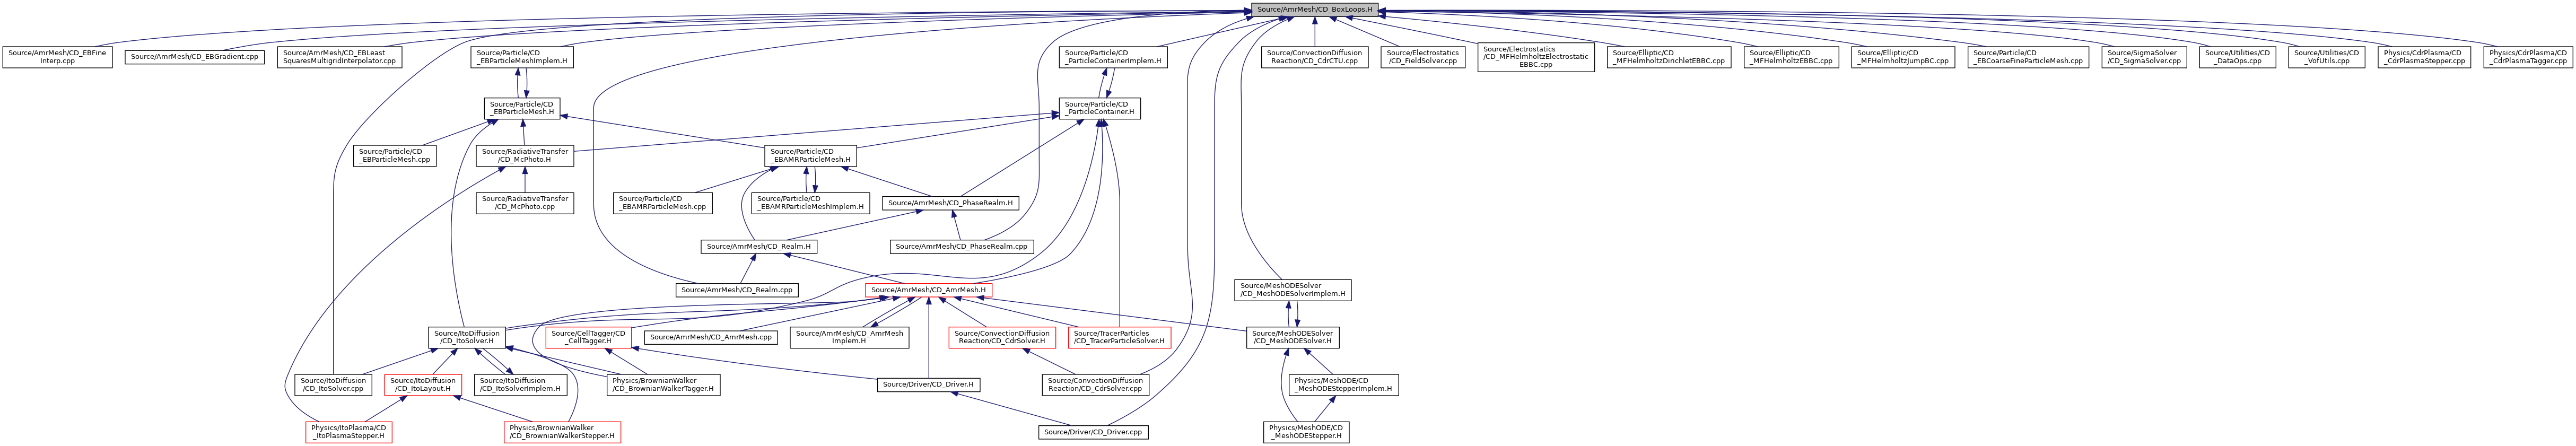 Source/AmrMesh/CD_BoxLoops.H
Source/AmrMesh/CD_EBFine
Interp.cpp
Source/AmrMesh/CD_EBGradient.cpp
Source/AmrMesh/CD_EBLeast
SquaresMultigridInterpolator.cpp
Source/Particle/CD
_EBParticleMeshImplem.H
Source/Particle/CD
_ParticleContainerImplem.H
Source/ConvectionDiffusion
Reaction/CD_CdrCTU.cpp
Source/Electrostatics
/CD_FieldSolver.cpp
Source/Electrostatics
/CD_MFHelmholtzElectrostatic
EBBC.cpp
Source/Elliptic/CD
_MFHelmholtzDirichletEBBC.cpp
Source/Elliptic/CD
_MFHelmholtzEBBC.cpp
Source/Elliptic/CD
_MFHelmholtzJumpBC.cpp
Source/Particle/CD
_EBCoarseFineParticleMesh.cpp
Source/SigmaSolver
/CD_SigmaSolver.cpp
Source/Utilities/CD
_DataOps.cpp
Source/Utilities/CD
_VofUtils.cpp
Physics/CdrPlasma/CD
_CdrPlasmaStepper.cpp
Physics/CdrPlasma/CD
_CdrPlasmaTagger.cpp
Source/Particle/CD
_EBParticleMesh.H
Source/Particle/CD
_ParticleContainer.H
Source/Particle/CD
_EBParticleMesh.cpp
Source/RadiativeTransfer
/CD_McPhoto.H
Source/Particle/CD
_EBAMRParticleMesh.H
Source/RadiativeTransfer
/CD_McPhoto.cpp
Source/Particle/CD
_EBAMRParticleMesh.cpp
Source/Particle/CD
_EBAMRParticleMeshImplem.H
Source/AmrMesh/CD_PhaseRealm.H
Source/AmrMesh/CD_Realm.H
Source/AmrMesh/CD_PhaseRealm.cpp
Source/AmrMesh/CD_Realm.cpp
Source/AmrMesh/CD_AmrMesh.H
Source/MeshODESolver
/CD_MeshODESolverImplem.H
Source/ItoDiffusion
/CD_ItoSolver.H
Source/CellTagger/CD
_CellTagger.H
Source/AmrMesh/CD_AmrMesh.cpp
Source/AmrMesh/CD_AmrMesh
Implem.H
Source/ConvectionDiffusion
Reaction/CD_CdrSolver.H
Source/TracerParticles
/CD_TracerParticleSolver.H
Source/MeshODESolver
/CD_MeshODESolver.H
Source/ItoDiffusion
/CD_ItoSolver.cpp
Source/ItoDiffusion
/CD_ItoLayout.H
Source/ItoDiffusion
/CD_ItoSolverImplem.H
Physics/BrownianWalker
/CD_BrownianWalkerTagger.H
Source/Driver/CD_Driver.H
Source/ConvectionDiffusion
Reaction/CD_CdrSolver.cpp
Physics/MeshODE/CD
_MeshODEStepperImplem.H
Physics/ItoPlasma/CD
_ItoPlasmaStepper.H
Physics/BrownianWalker
/CD_BrownianWalkerStepper.H
Source/Driver/CD_Driver.cpp
Physics/MeshODE/CD
_MeshODEStepper.H